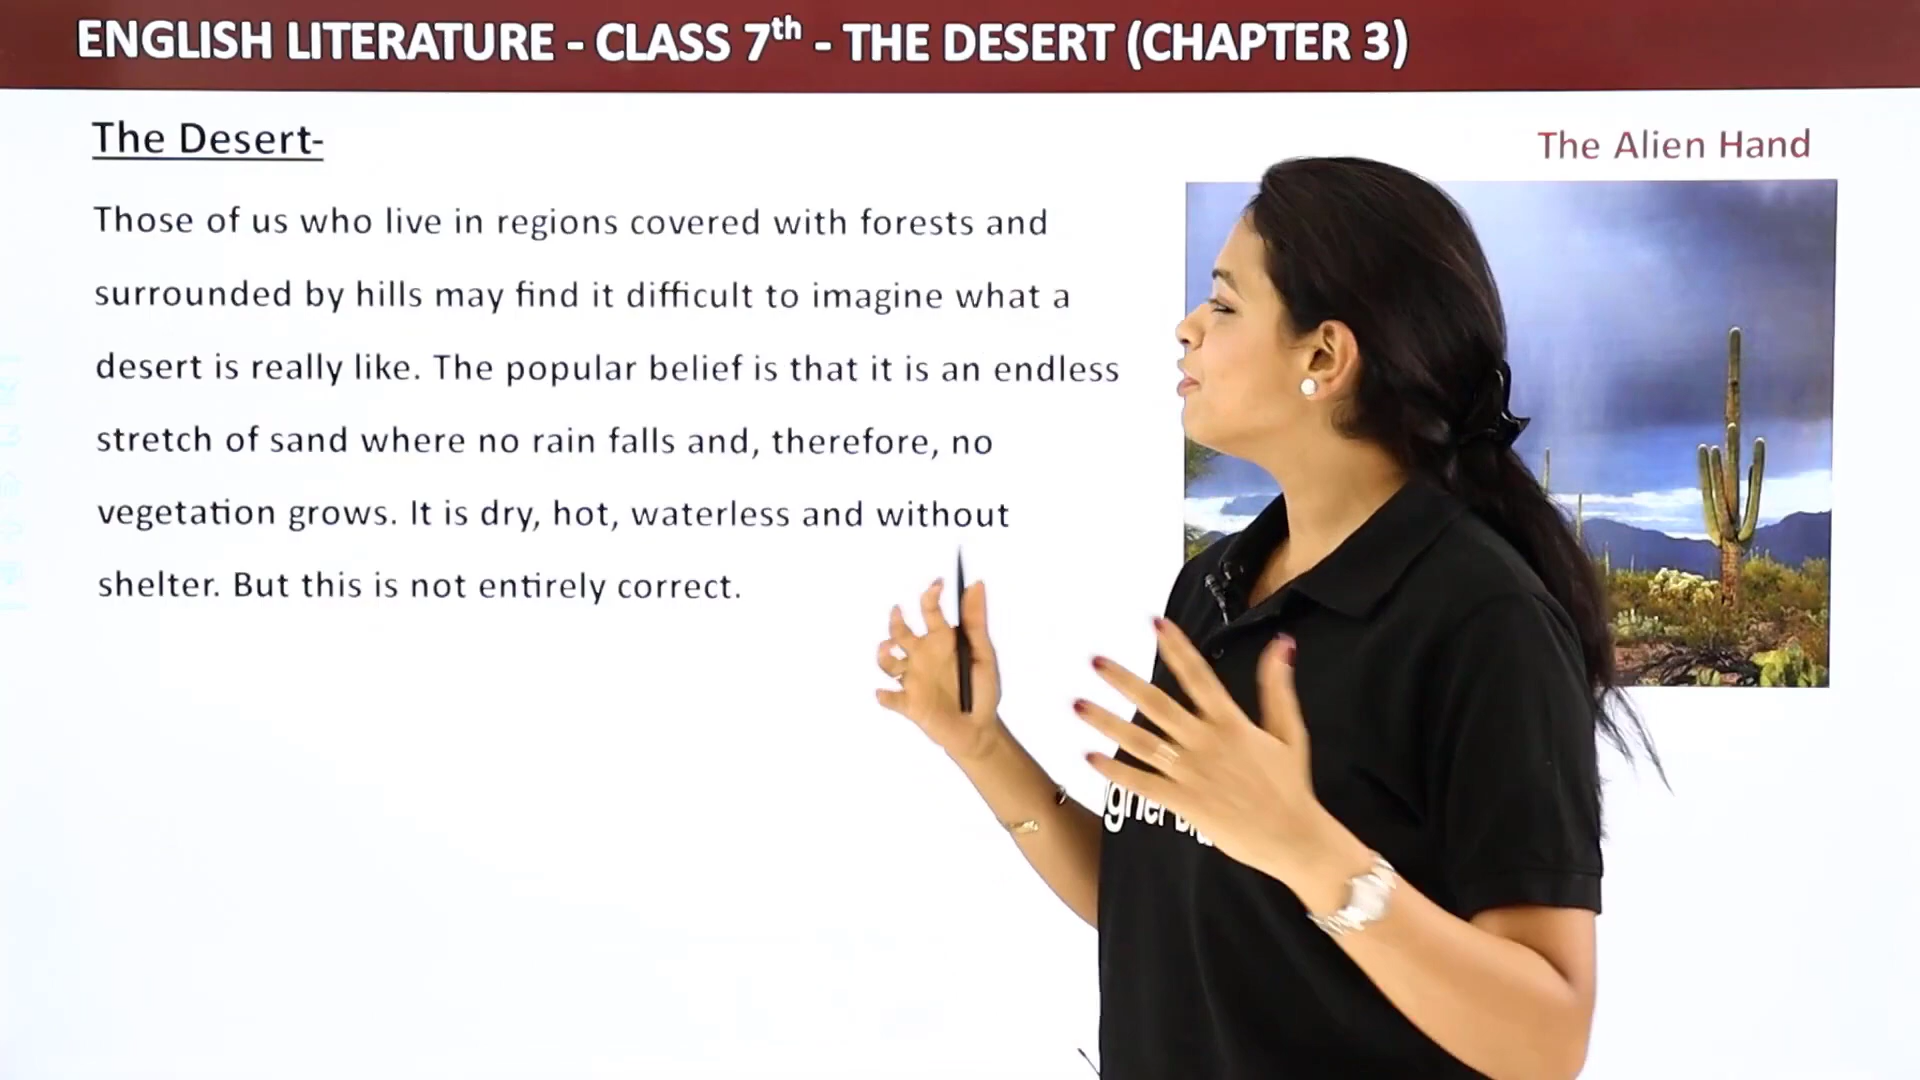 ENGLISH LITERATURE - CLASS 7th - THE DESERT (CHAPTER 3)
The Desert-
The Alien Hand
Those of us who live in regions covered with forests and
surrounded by hills may find it difficult to imagine what a
desert is really like. The popular belief is that it is an endless
stretch of sand where no rain falls and, therefore, no
vegetation grows. It is dry, hot, waterless and without
shelter. But this is not entirely correct.